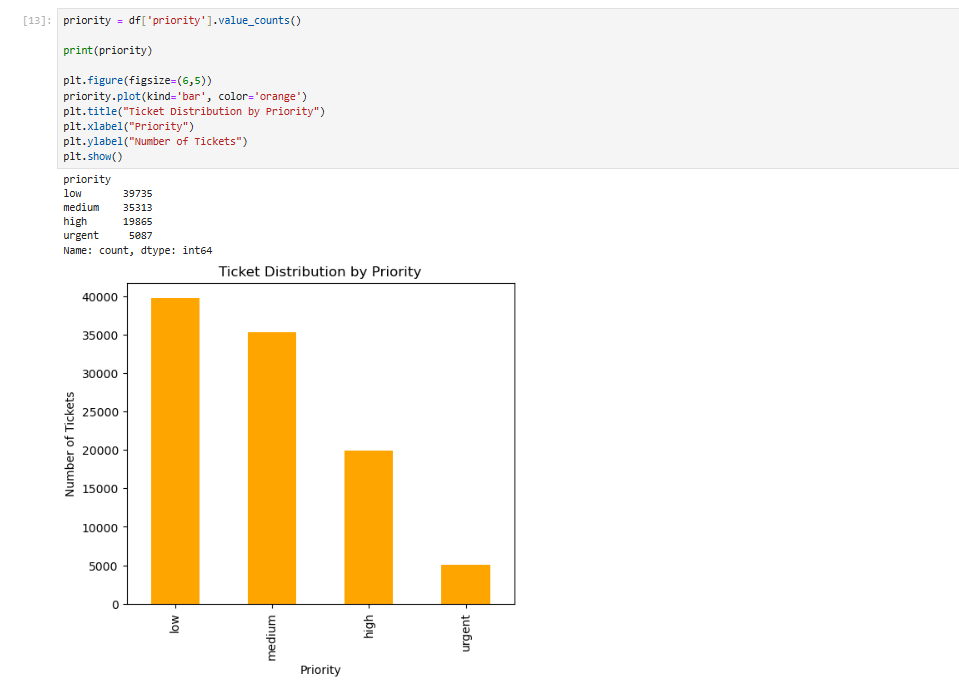 [13]: priority = df['priority'].value_counts()
print(priority)
plt.figure(figsize=(6,5))
priority.plot(kind='bar', color='orange')
plt.title("Ticket Distribution by Priority")
plt.xlabel("Priority")
plt.ylabel("Number of Tickets")
plt.show()
priority
low 39735
medium 35313
high 19865
urgent 5087
Name: count, dtype: int64
Ticket Distribution by Priority
Number of Tickets
40000
35000
30000
25000
20000
15000
10000
5000
0
low medium high urgent
Priority